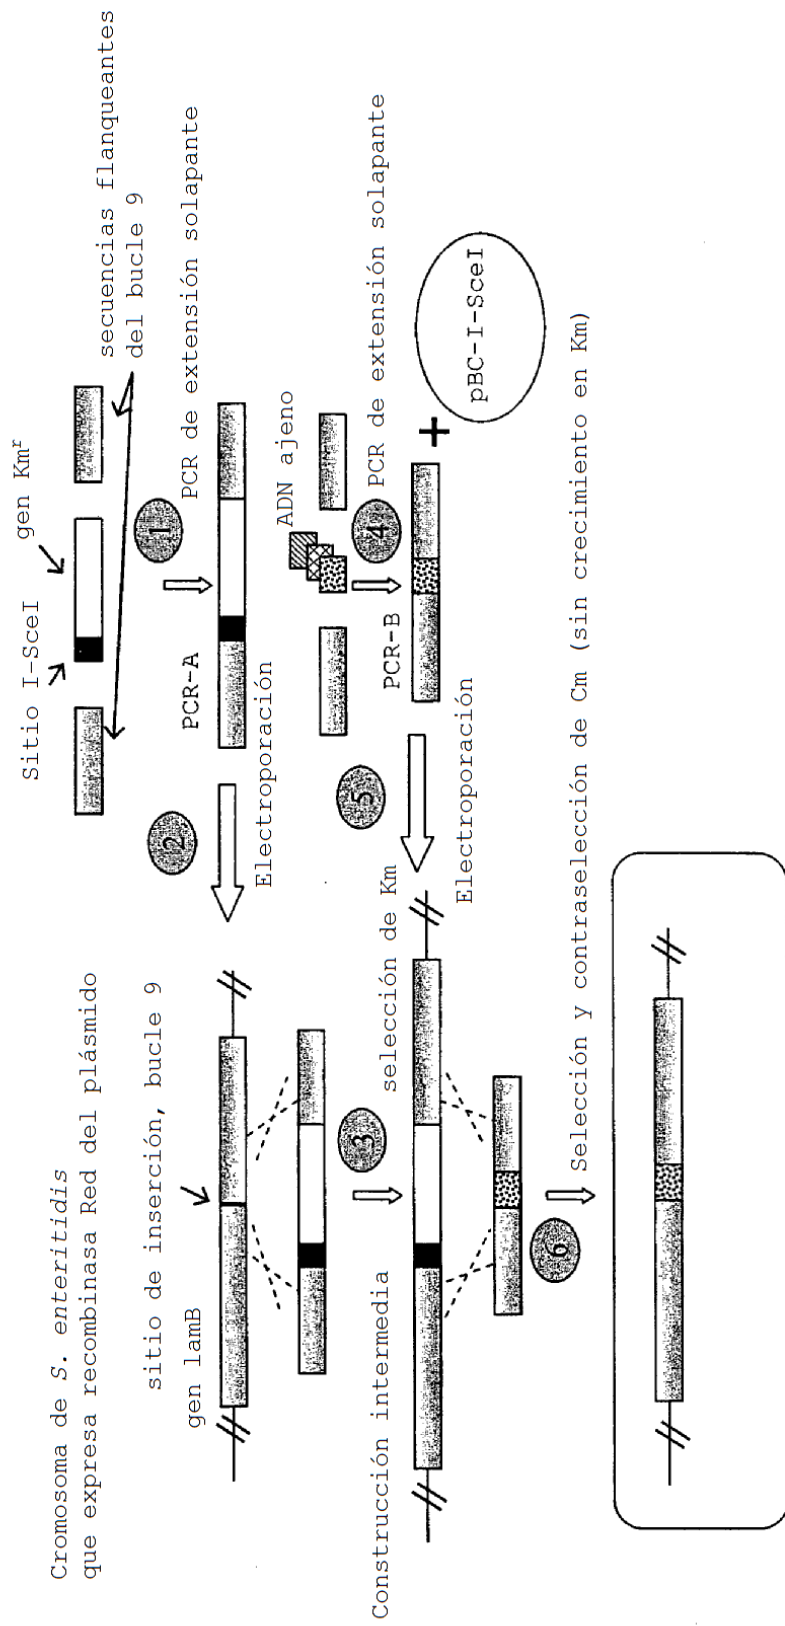 Cromosoma de S. enteritidis
que expresa recombinasa Red del plásmido
sitio de inserción, bucle 9
gen lamB
Sitio I-SceI
gen Kmʳ
secuencias flanqueantes
del bucle 9
1
PCR de extensión solapante
PCR-A
2
Electroporación
3
selección de Km
Construcción intermedia
ADN ajeno
4
PCR de extensión solapante
PCR-B
+
pBC-I-SceI
5
Electroporación
6
Selección y contraselección de Cm (sin crecimiento en Km)